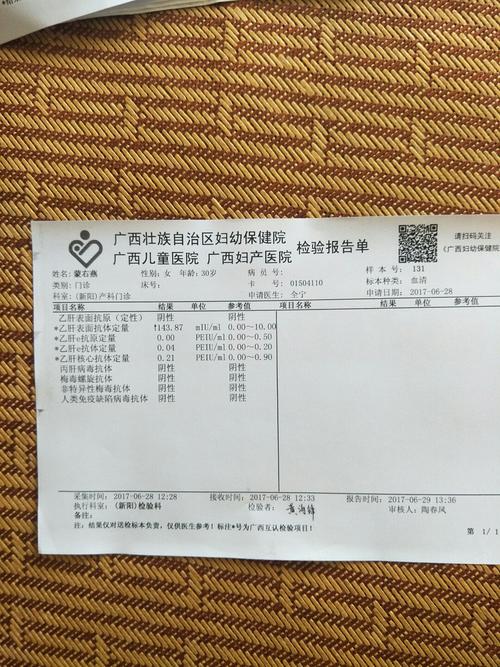 广西壮族自治区妇幼保健院
广西儿童医院 广西妇产医院 检验报告单
请扫码关注
《广西妇幼保健院
姓名:蒙右燕 性别:女 年龄:30岁 病员号: 样本号:131
类别:门诊 床号: 卡号:01504110 标本种类:血清
科室:(新阳)产科门诊 申请医生:全宁 申请日期:2017-06-28
项目名称 结果 单位 参考值 项目名称 结果 单位 参考值
乙肝表面抗原（定性） 阴性 阴性
*乙肝表面抗体定量 ↑143.87 mIU/ml 0.00~10.00
*乙肝e抗原定量 0.00 PEIU/ml 0.00~0.50
*乙肝e抗体定量 0.04 PEIU/ml 0.00~0.20
*乙肝核心抗体定量 0.21 PEIU/ml 0.00~0.90
丙肝病毒抗体 阴性 阴性
梅毒螺旋抗体 阴性 阴性
非特异性梅毒抗体 阴性 阴性
人类免疫缺陷病毒抗体 阴性 阴性
采集时间:2017-06-28 12:28 接收时间:2017-06-28 12:33 报告时间:2017-06-29 13:36
执行科室:(新阳)检验科 检验者: 审核人:陶春风
备注:
注:结果仅对送检标本负责,仅供医生参考!标注*号为广西互认检验项目!
第 1/1